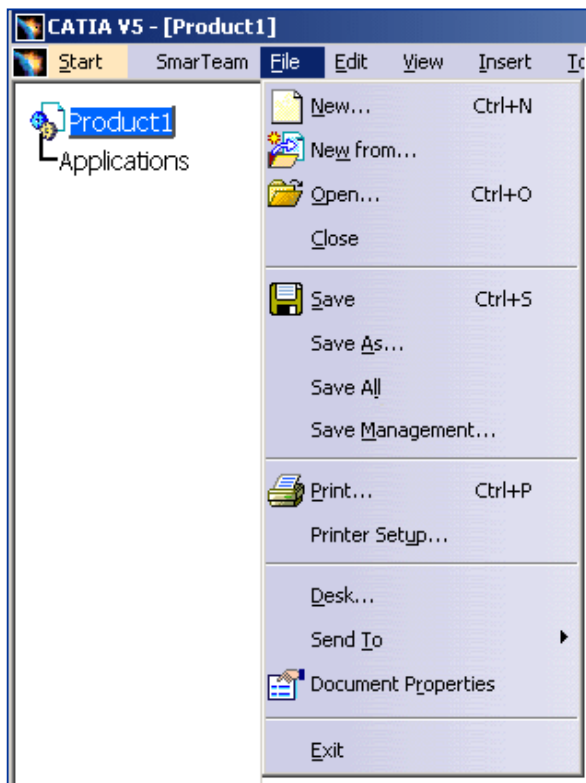 CATIA V5 - [Product1]
Start SmarTeam File Edit View Insert
Product1
Applications
New... Ctrl+N
New from...
Open... Ctrl+O
Close
Save Ctrl+S
Save As...
Save All
Save Management...
Print... Ctrl+P
Printer Setup...
Desk...
Send To
Document Properties
Exit